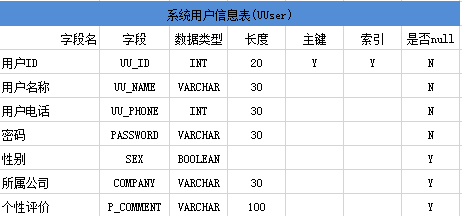 系统用户信息表(UUser)
字段名 字段 数据类型 长度 主键 索引 是否null
用户ID UU_ID INT 20 Y Y N
用户名称 UU_NAME VARCHAR 30 N
用户电话 UU_PHONE INT 30 N
密码 PASSWORD VARCHAR 30 N
性别 SEX BOOLEAN Y
所属公司 COMPANY VARCHAR 30 Y
个性评价 P_COMMENT VARCHAR 100 Y